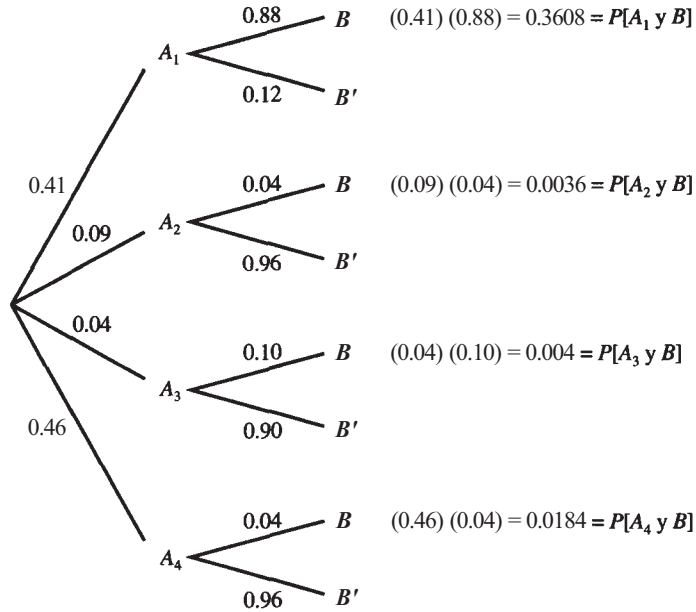 0.88 B (0.41) (0.88) = 0.3608 = P[A₁ y B]
A₁
0.12 B'
0.41
0.04 B (0.09) (0.04) = 0.0036 = P[A₂ y B]
0.09 A₂
0.96 B'
0.04
0.10 B (0.04) (0.10) = 0.004 = P[A₃ y B]
A₃
0.46 0.90 B'
0.04 B (0.46) (0.04) = 0.0184 = P[A₄ y B]
A₄
0.96 B'